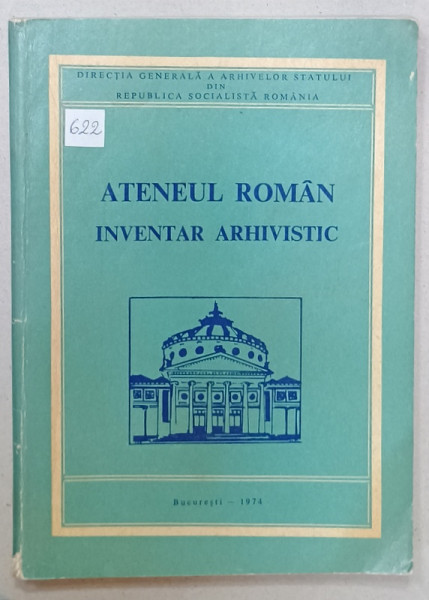 DIRECȚIA GENERALĂ A ARHIVELOR STATULUI
DIN
REPUBLICA SOCIALISTĂ ROMÂNIA
622
ATENEUL ROMÂN
INVENTAR ARHIVISTIC
București — 1974